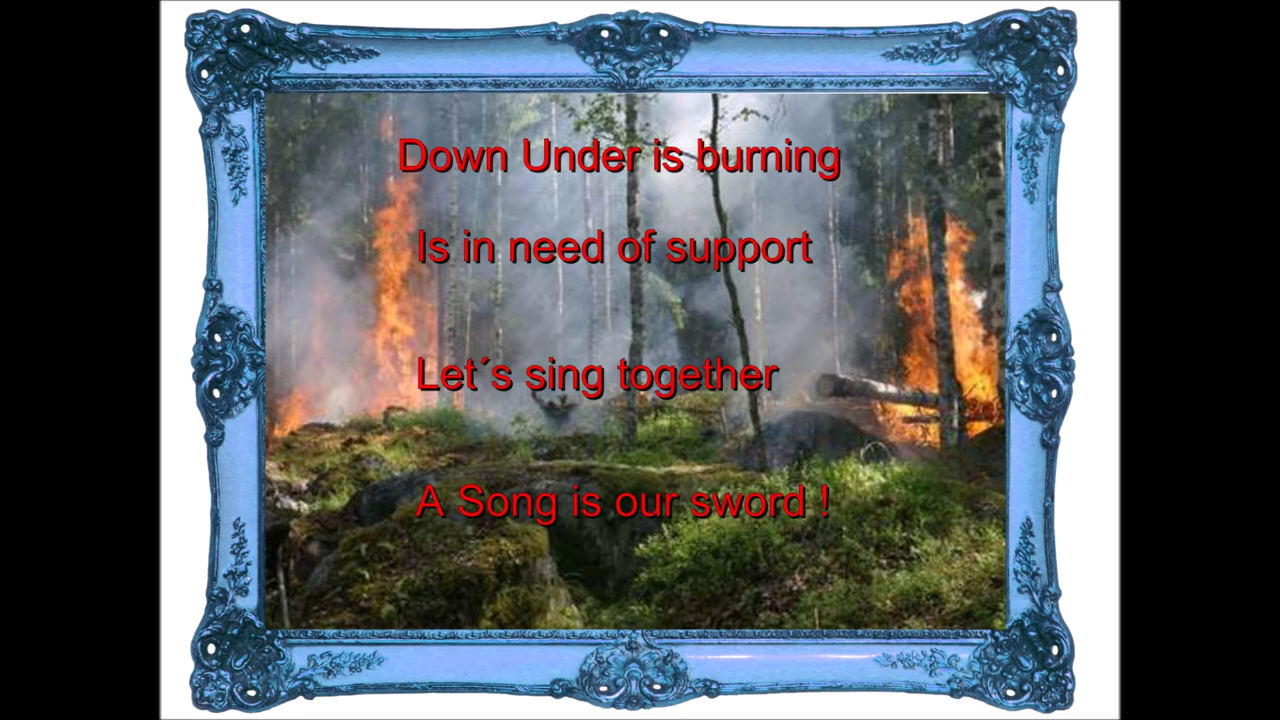 Down Under is burning
Is in need of support
Let´s sing together
A Song is our sword !